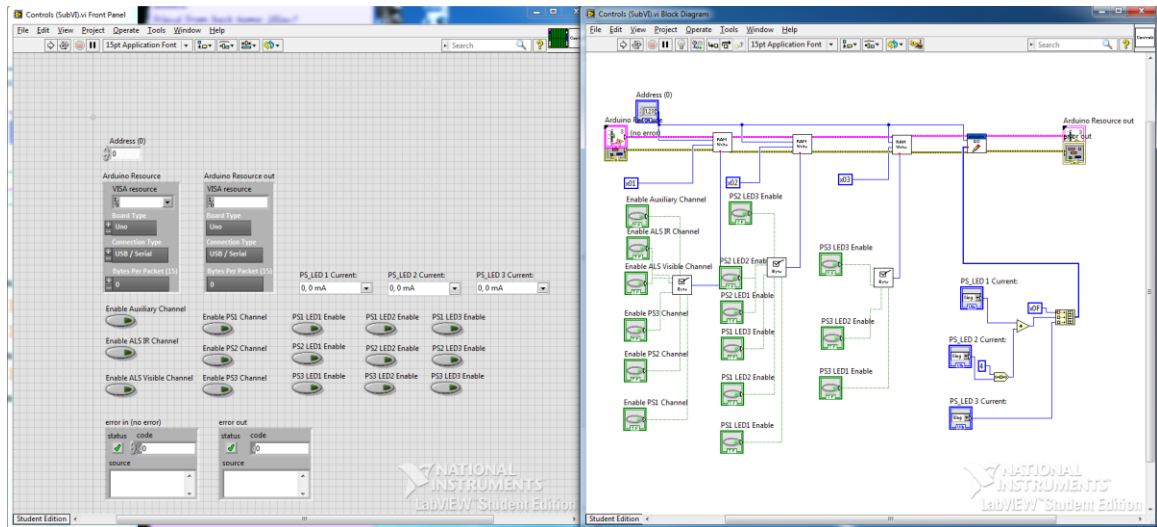 Controls (SubVI).vi Front Panel
File Edit View Project Operate Tools Window Help
15pt Application Font
Search
Address (0)
0
Arduino Resource
VISA resource
Board Type
Uno
Connection Type
USB / Serial
Bytes Per Packet (15)
0
Arduino Resource out
VISA resource
Board Type
Uno
Connection Type
USB / Serial
Bytes Per Packet (15)
0
PS_LED 1 Current:
0, 0 mA
PS_LED 2 Current:
0, 0 mA
PS_LED 3 Current:
0, 0 mA
Enable Auxiliary Channel
Enable PS1 Channel
PS1 LED1 Enable
PS1 LED2 Enable
PS1 LED3 Enable
Enable ALS IR Channel
Enable PS2 Channel
PS2 LED1 Enable
PS2 LED2 Enable
PS2 LED3 Enable
Enable ALS Visible Channel
Enable PS3 Channel
PS3 LED1 Enable
PS3 LED2 Enable
PS3 LED3 Enable
error in (no error)
status code
0
source
error out
status code
0
source
NATIONAL
INSTRUMENTS
LabVIEW Student Edition
Student Edition
Controls (SubVI).vi Block Diagram
File Edit View Project Operate Tools Window Help
15pt Application Font
Search
Address (0)
Arduino
(no error)
Arduino Resource out
RAM
Write
RAM
Write
RAM
Write
x01
x02
x03
Enable Auxiliary Channel
Enable ALS IR Channel
Enable ALS Visible Channel
Enable PS3 Channel
Enable PS2 Channel
Enable PS1 Channel
Byte
PS2 LED3 Enable
PS2 LED2 Enab
PS2 LED1 Enable
PS1 LED3 Enable
PS1 LED2 Enable
PS1 LED1 Enable
Byte
PS3 LED3 Enable
PS3 LED2 Enable
PS3 LED1 Enable
Byte
PS_LED 1 Current:
x0F
PS_LED 2 Current:
4
PS_LED 3 Current:
NATIONAL
INSTRUMENTS
LabVIEW Student Edition
Student Edition